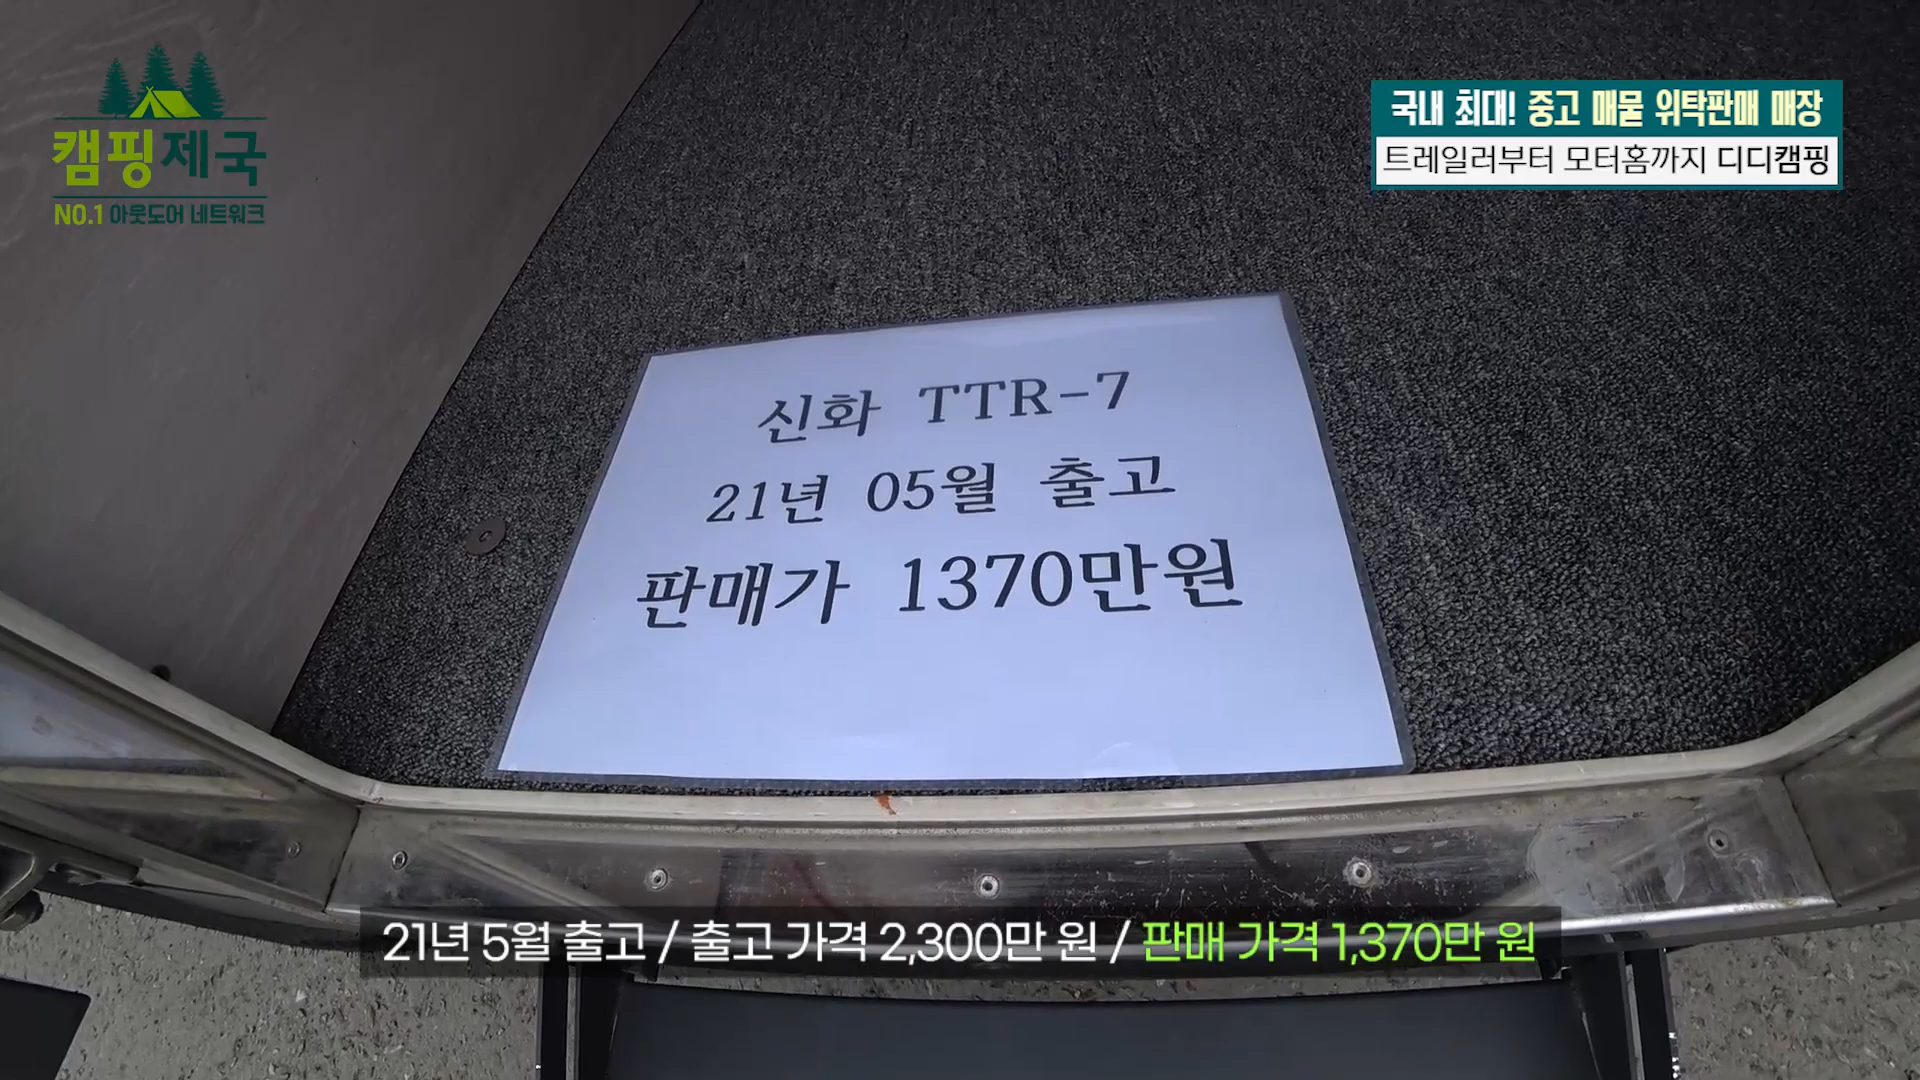 캠핑제국
NO.1 아웃도어 네트워크
국내 최대! 중고 매물 위탁판매 매장
트레일러부터 모터홈까지 디디캠핑
신화 TTR-7
21년 05월 출고
판매가 1370만원
21년 5월 출고 / 출고 가격 2,300만 원 / 판매 가격 1,370만 원